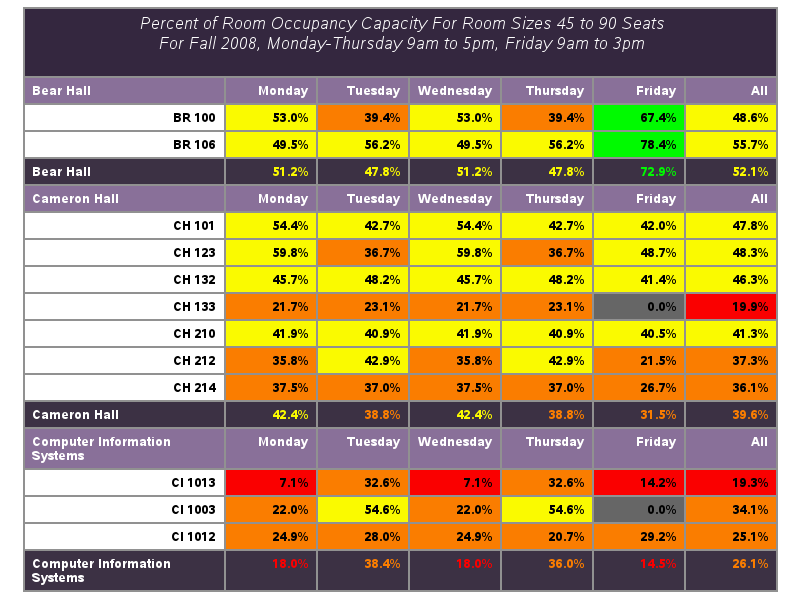 Percent of Room Occupancy Capacity For Room Sizes 45 to 90 Seats
For Fall 2008, Monday-Thursday 9am to 5pm, Friday 9am to 3pm
Bear Hall Monday Tuesday Wednesday Thursday Friday All
BR 100 53.0% 39.4% 53.0% 39.4% 67.4% 48.6%
BR 106 49.5% 56.2% 49.5% 56.2% 78.4% 55.7%
Bear Hall 51.2% 47.8% 51.2% 47.8% 72.9% 52.1%
Cameron Hall Monday Tuesday Wednesday Thursday Friday All
CH 101 54.4% 42.7% 54.4% 42.7% 42.0% 47.8%
CH 123 59.8% 36.7% 59.8% 36.7% 48.7% 48.3%
CH 132 45.7% 48.2% 45.7% 48.2% 41.4% 46.3%
CH 133 21.7% 23.1% 21.7% 23.1% 0.0% 19.9%
CH 210 41.9% 40.9% 41.9% 40.9% 40.5% 41.3%
CH 212 35.8% 42.9% 35.8% 42.9% 21.5% 37.3%
CH 214 37.5% 37.0% 37.5% 37.0% 26.7% 36.1%
Cameron Hall 42.4% 38.8% 42.4% 38.8% 31.5% 39.6%
Computer Information Monday Tuesday Wednesday Thursday Friday All
Systems
CI 1013 7.1% 32.6% 7.1% 32.6% 14.2% 19.3%
CI 1003 22.0% 54.6% 22.0% 54.6% 0.0% 34.1%
CI 1012 24.9% 28.0% 24.9% 20.7% 29.2% 25.1%
Computer Information 18.0% 38.4% 18.0% 36.0% 14.5% 26.1%
Systems